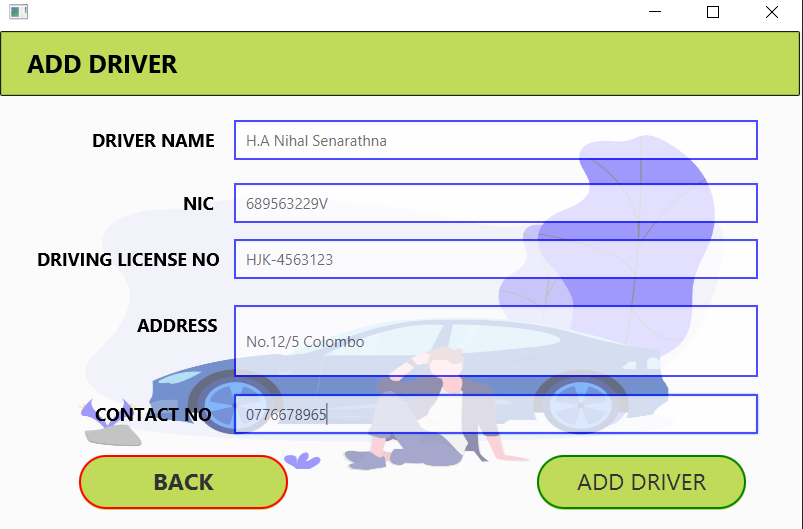 ADD DRIVER
DRIVER NAME H.A Nihal Senarathna
NIC 689563229V
DRIVING LICENSE NO HJK-4563123
ADDRESS No.12/5 Colombo
CONTACT NO 0776678965
BACK ADD DRIVER